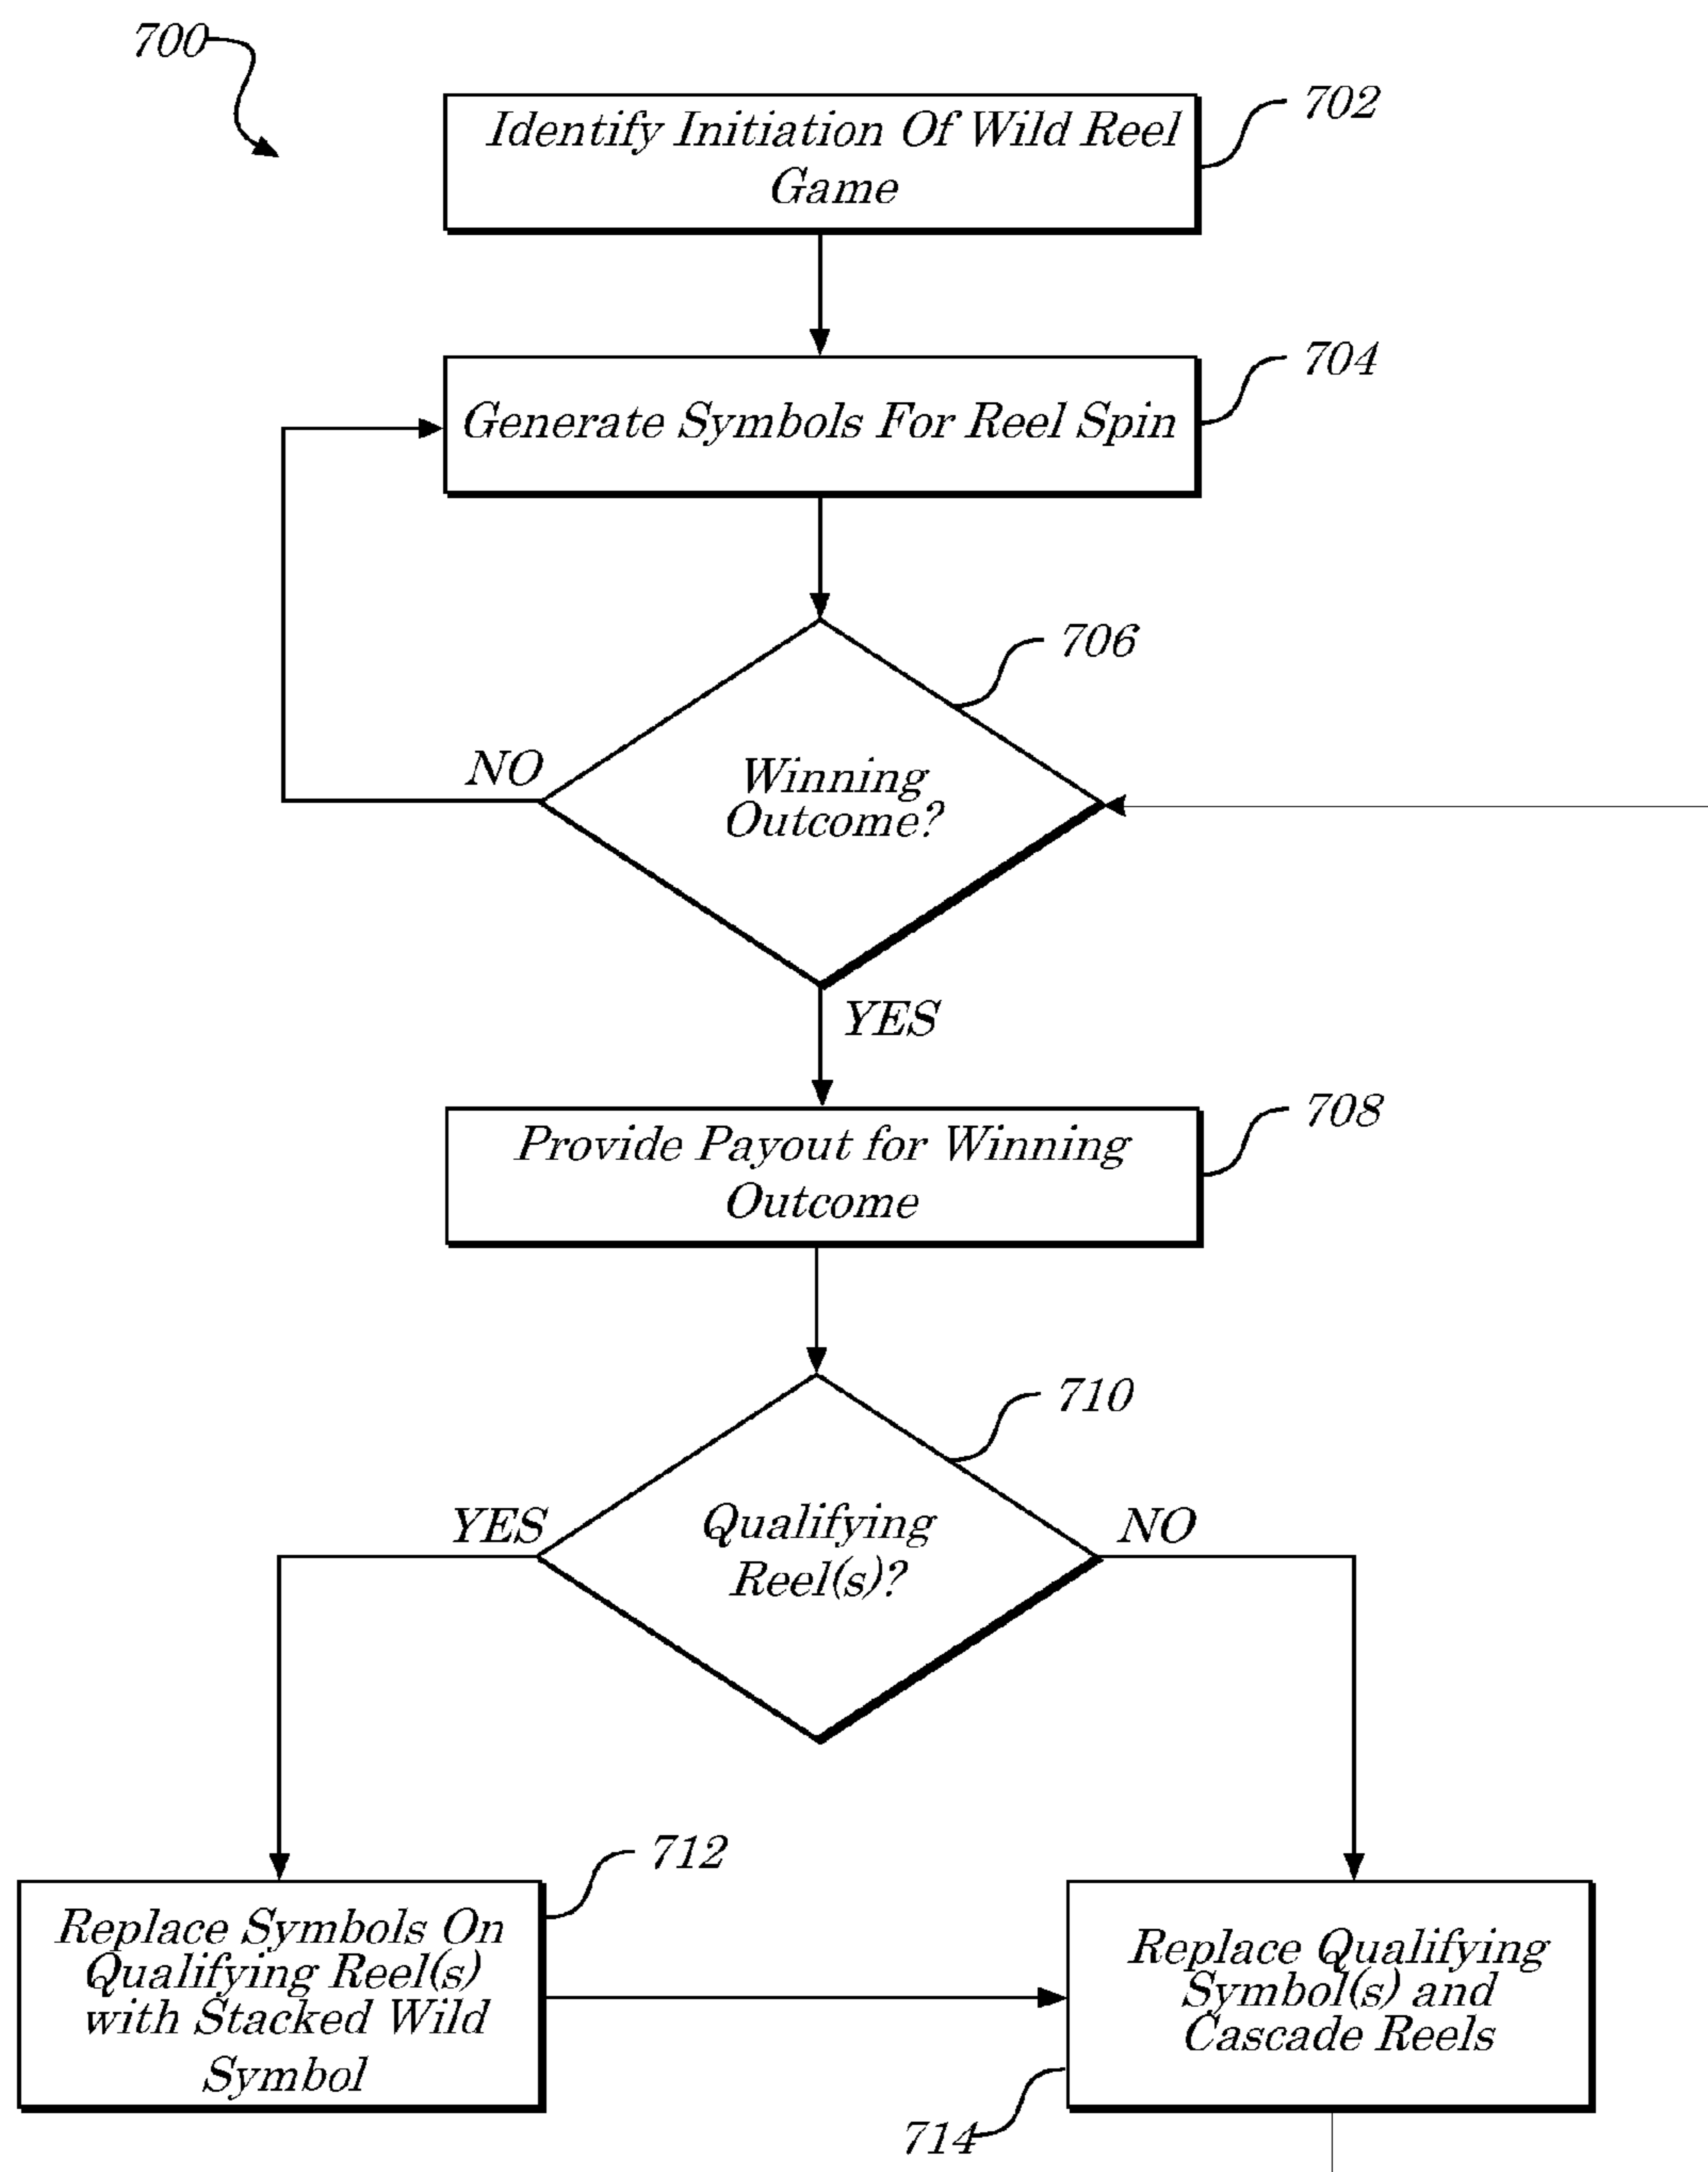 700
702
Identify Initiation Of Wild Reel
Game
704
Generate Symbols For Reel Spin
706
NO
Winning
Outcome?
YES
708
Provide Payout for Winning
Outcome
710
YES
Qualifying
Reel(s)?
NO
712
Replace Symbols On
Qualifying Reel(s)
with Stacked Wild
Symbol
Replace Qualifying
Symbol(s) and
Cascade Reels
714